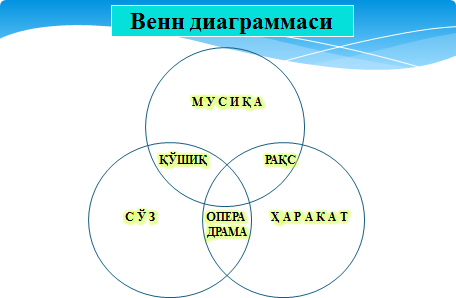 Венн диаграммаси
М У С И Қ А
ҚЎШИҚ
РАҚС
С Ў З
ОПЕРА
ДРАМА
Ҳ А Р А К А Т